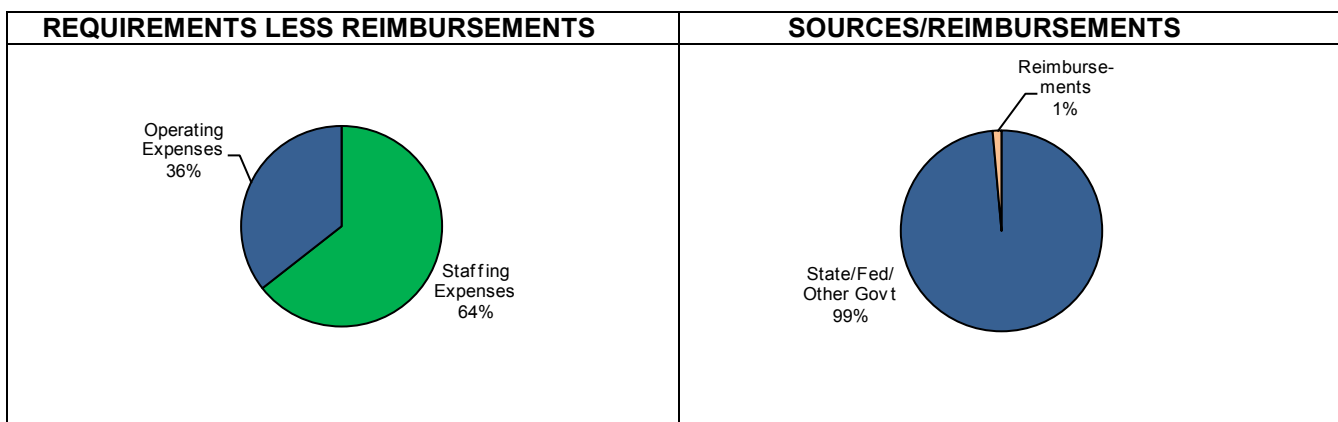 REQUIREMENTS LESS REIMBURSEMENTS
Operating
Expenses
36%
Staffing
Expenses
64%
SOURCES/REIMBURSEMENTS
Reimburse-
ments
1%
State/Fed/
Other Govt
99%